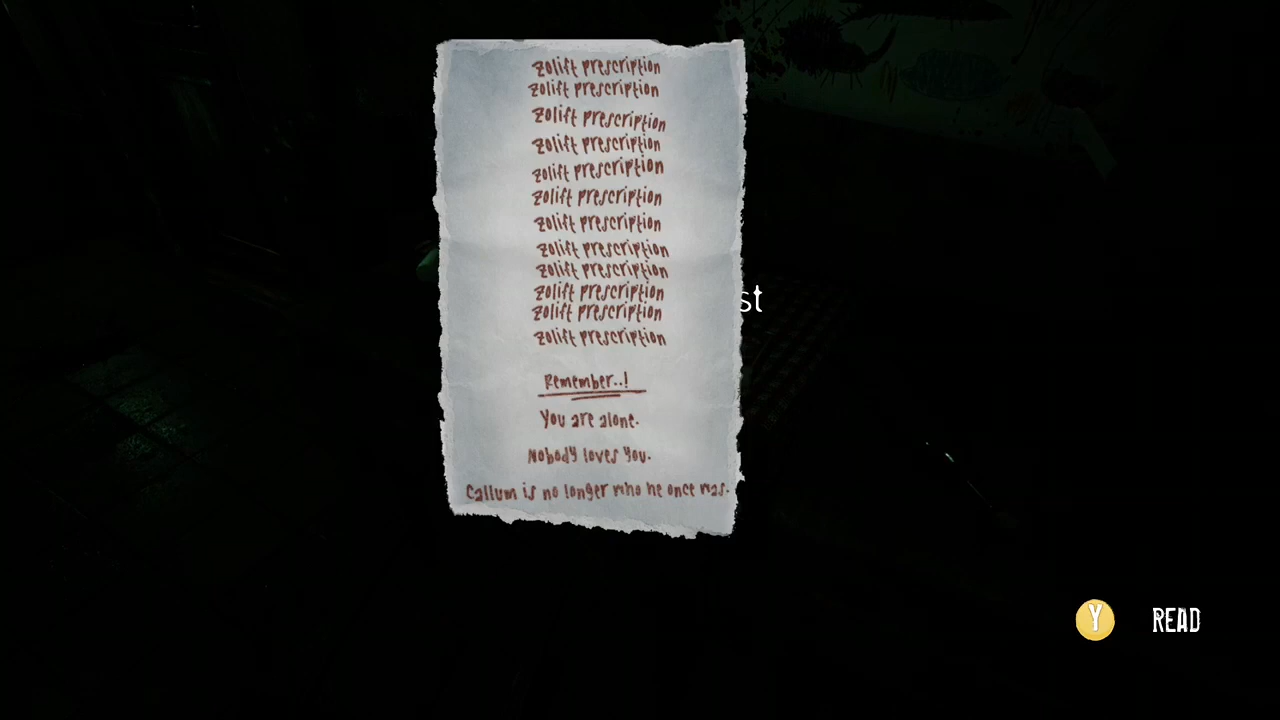 zolift prescription
zolift prescription
zolift prescription
zolift prescription
zolift prescription
zolift prescription
zolift prescription
zolift prescription
zolift prescription
zolift prescription
zolift prescription
zolift prescription
st
Remember..!
You are alone.
Nobody loves you.
Callum is no longer who he once was.
Y READ